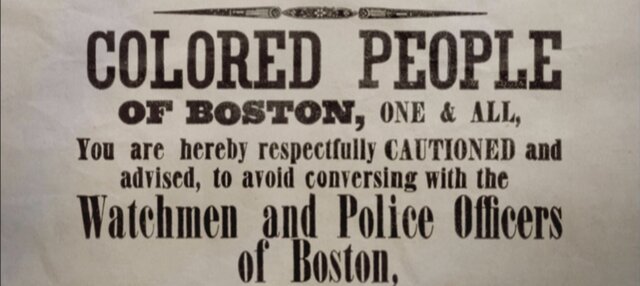 COLORED PEOPLE
OF BOSTON, ONE & ALL,
You are hereby respectfully CAUTIONED and
advised, to avoid conversing with the
Watchmen and Police Officers
of Boston,